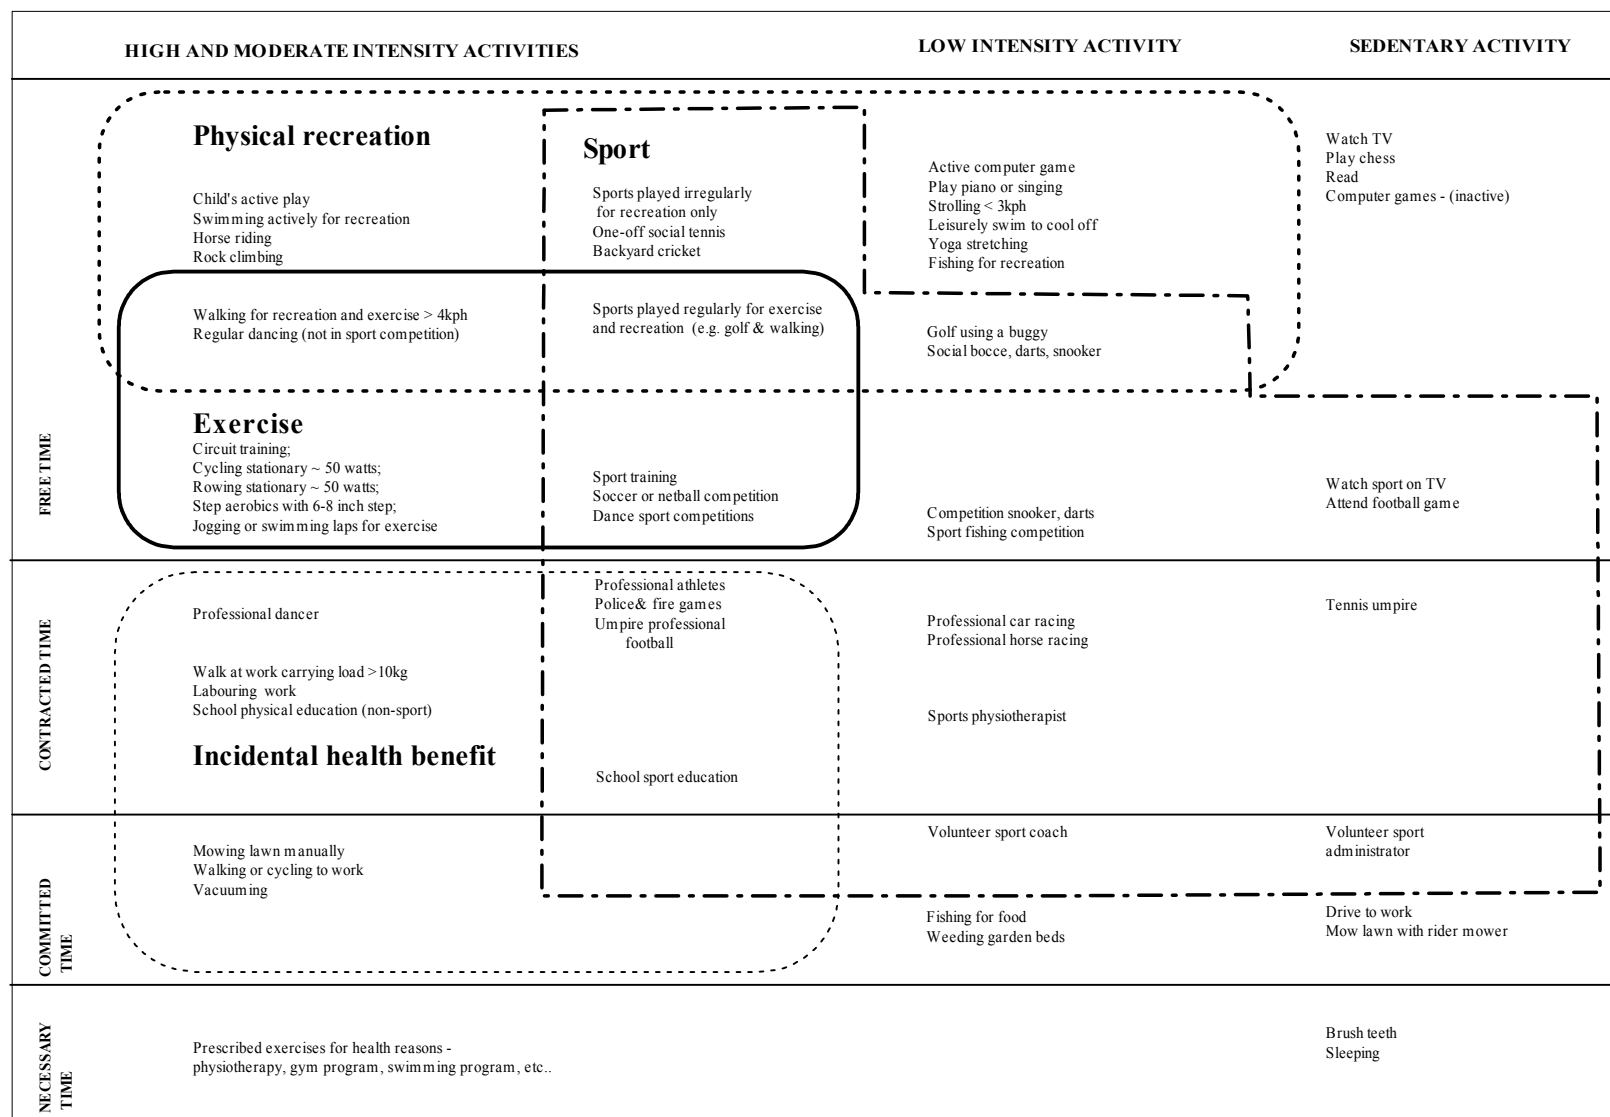 HIGH AND MODERATE INTENSITY ACTIVITIES
LOW INTENSITY ACTIVITY
SEDENTARY ACTIVITY
FREE TIME
Physical recreation
Child's active play
Swimming actively for recreation
Horse riding
Rock climbing
Sport
Sports played irregularly
for recreation only
One-off social tennis
Backyard cricket
Active computer game
Play piano or singing
Strolling < 3kph
Leisurely swim to cool off
Yoga stretching
Fishing for recreation
Watch TV
Play chess
Read
Computer games - (inactive)
Walking for recreation and exercise > 4kph
Regular dancing (not in sport competition)
Sports played regularly for exercise
and recreation (e.g. golf & walking)
Golf using a buggy
Social bocce, darts, snooker
Exercise
Circuit training;
Cycling stationary ~ 50 watts;
Rowing stationary ~ 50 watts;
Step aerobics with 6-8 inch step;
Jogging or swimming laps for exercise
Sport training
Soccer or netball competition
Dance sport competitions
Competition snooker, darts
Sport fishing competition
Watch sport on TV
Attend football game
CONTRACTED TIME
Professional dancer
Walk at work carrying load >10kg
Labouring work
School physical education (non-sport)
Incidental health benefit
Professional athletes
Police& fire games
Umpire professional
football
School sport education
Professional car racing
Professional horse racing
Sports physiotherapist
Tennis umpire
COMMITTED
TIME
Mowing lawn manually
Walking or cycling to work
Vacuuming
Volunteer sport coach
Volunteer sport
administrator
Fishing for food
Weeding garden beds
Drive to work
Mow lawn with rider mower
NECESSARY
TIME
Prescribed exercises for health reasons -
physiotherapy, gym program, swimming program, etc..
Brush teeth
Sleeping